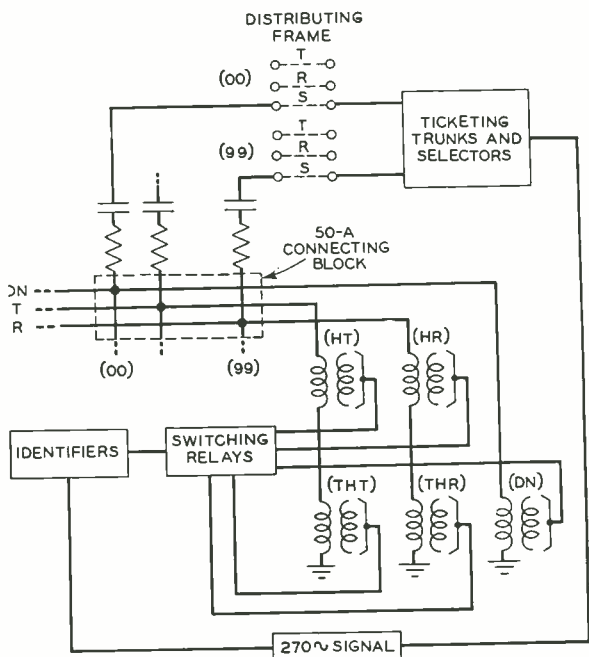 DISTRIBUTING
FRAME
T
(00)
R
S
T
(99)
R
S
TICKETING
TRUNKS AND
SELECTORS
50-A
CONNECTING
BLOCK
DN
T
R
(00)
(99)
(HT)
(HR)
IDENTIFIERS
SWITCHING
RELAYS
(THT)
(THR)
(DN)
270~ SIGNAL